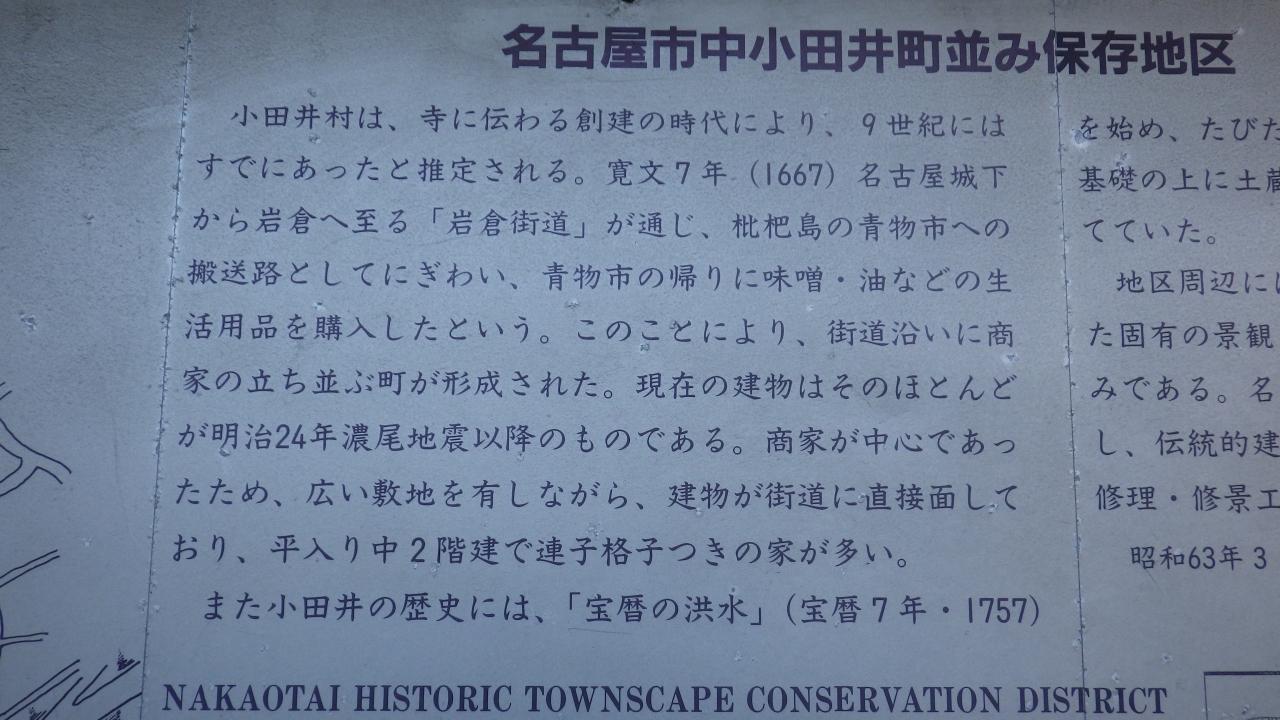 名古屋市中小田井町並み保存地区
小田井村は、寺に伝わる創建の時代により、9世紀には
すでにあったと推定される。寛文7年（1667）名古屋城下
から岩倉へ至る「岩倉街道」が通じ、枇杷島の青物市への
搬送路としてにぎわい、青物市の帰りに味噌・油などの生
活用品を購入したという。このことにより、街道沿いに商
家の立ち並ぶ町が形成された。現在の建物はそのほとんど
が明治24年濃尾地震以降のものである。商家が中心であっ
たため、広い敷地を有しながら、建物が街道に直接面して
おり、平入り中2階建で連子格子つきの家が多い。
また小田井の歴史には、「宝暦の洪水」（宝暦7年・1757）
を始め、たびた
基礎の上に土蔵
てていた。
地区周辺には
た固有の景観
みである。名
し、伝統的建
修理・修景工
昭和63年3
NAKAOTAI HISTORIC TOWNSCAPE CONSERVATION DISTRICT